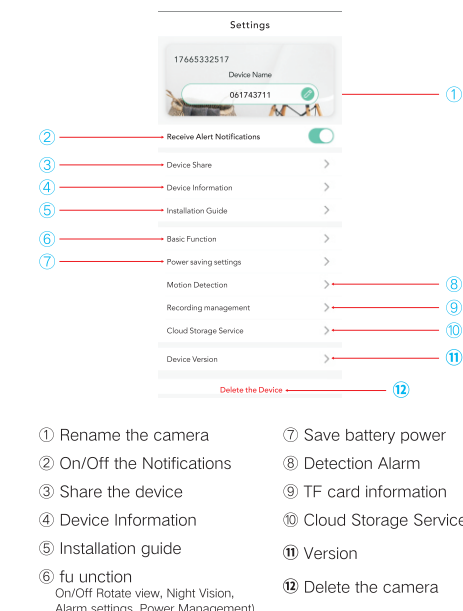 Settings
17665332517
Device Name
061743711
①
② Receive Alert Notifications
③ Device Share
④ Device Information
⑤ Installation Guide
⑥ Basic Function
⑦ Power saving settings
Motion Detection ⑧
Recording management ⑨
Cloud Storage Service ⑩
Device Version ⑪
Delete the Device ⑫
① Rename the camera
② On/Off the Notifications
③ Share the device
④ Device Information
⑤ Installation guide
⑥ fu unction
On/Off Rotate view, Night Vision,
Alarm settings, Power Management)
⑦ Save battery power
⑧ Detection Alarm
⑨ TF card information
⑩ Cloud Storage Service
⑪ Version
⑫ Delete the camera